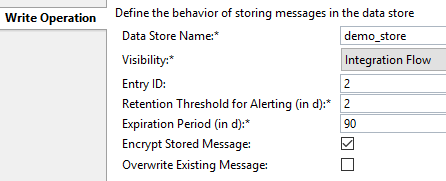 Write Operation
Define the behavior of storing messages in the data store
Data Store Name:* demo_store
Visibility:* Integration Flow
Entry ID: 2
Retention Threshold for Alerting (in d):* 2
Expiration Period (in d):* 90
Encrypt Stored Message:
Overwrite Existing Message: